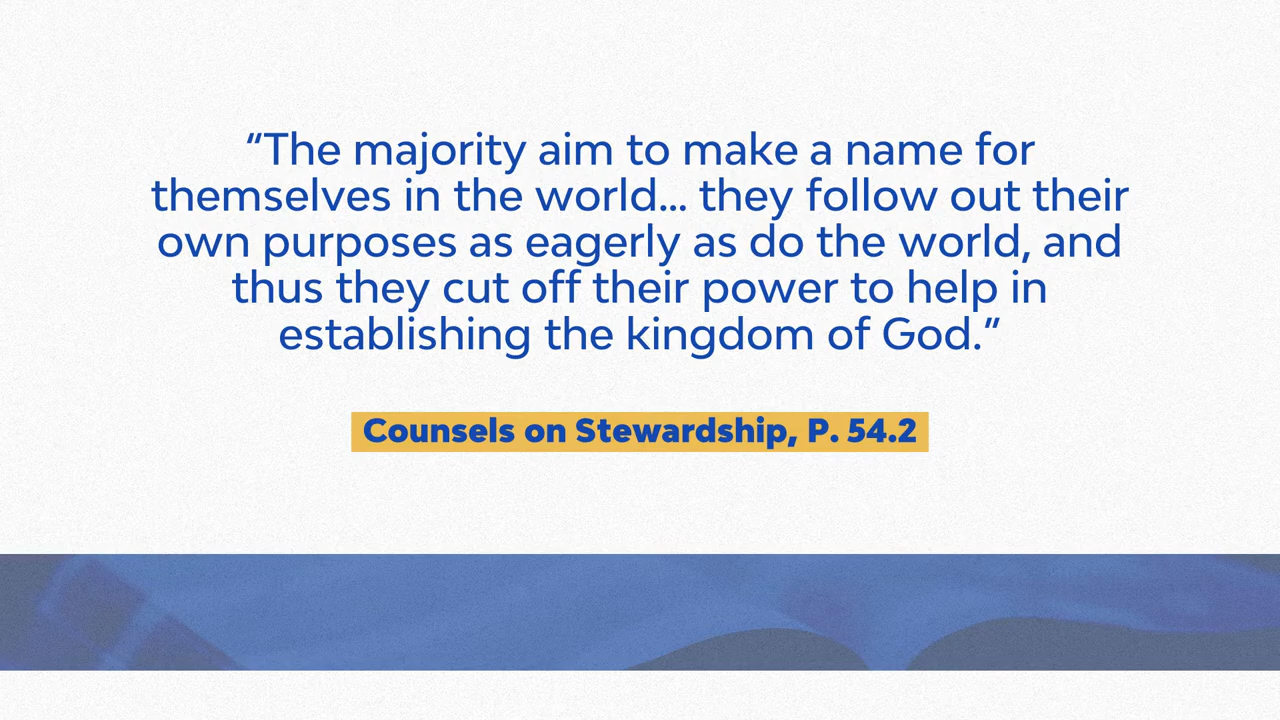 “The majority aim to make a name for
themselves in the world... they follow out their
own purposes as eagerly as do the world, and
thus they cut off their power to help in
establishing the kingdom of God.”
Counsels on Stewardship, P. 54.2